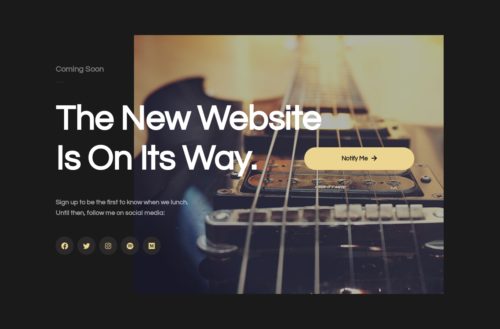 Coming Soon
The New Website
Is On Its Way.
Notify Me
Sign up to be the first to know when we lunch.
Until then, follow me on social media: